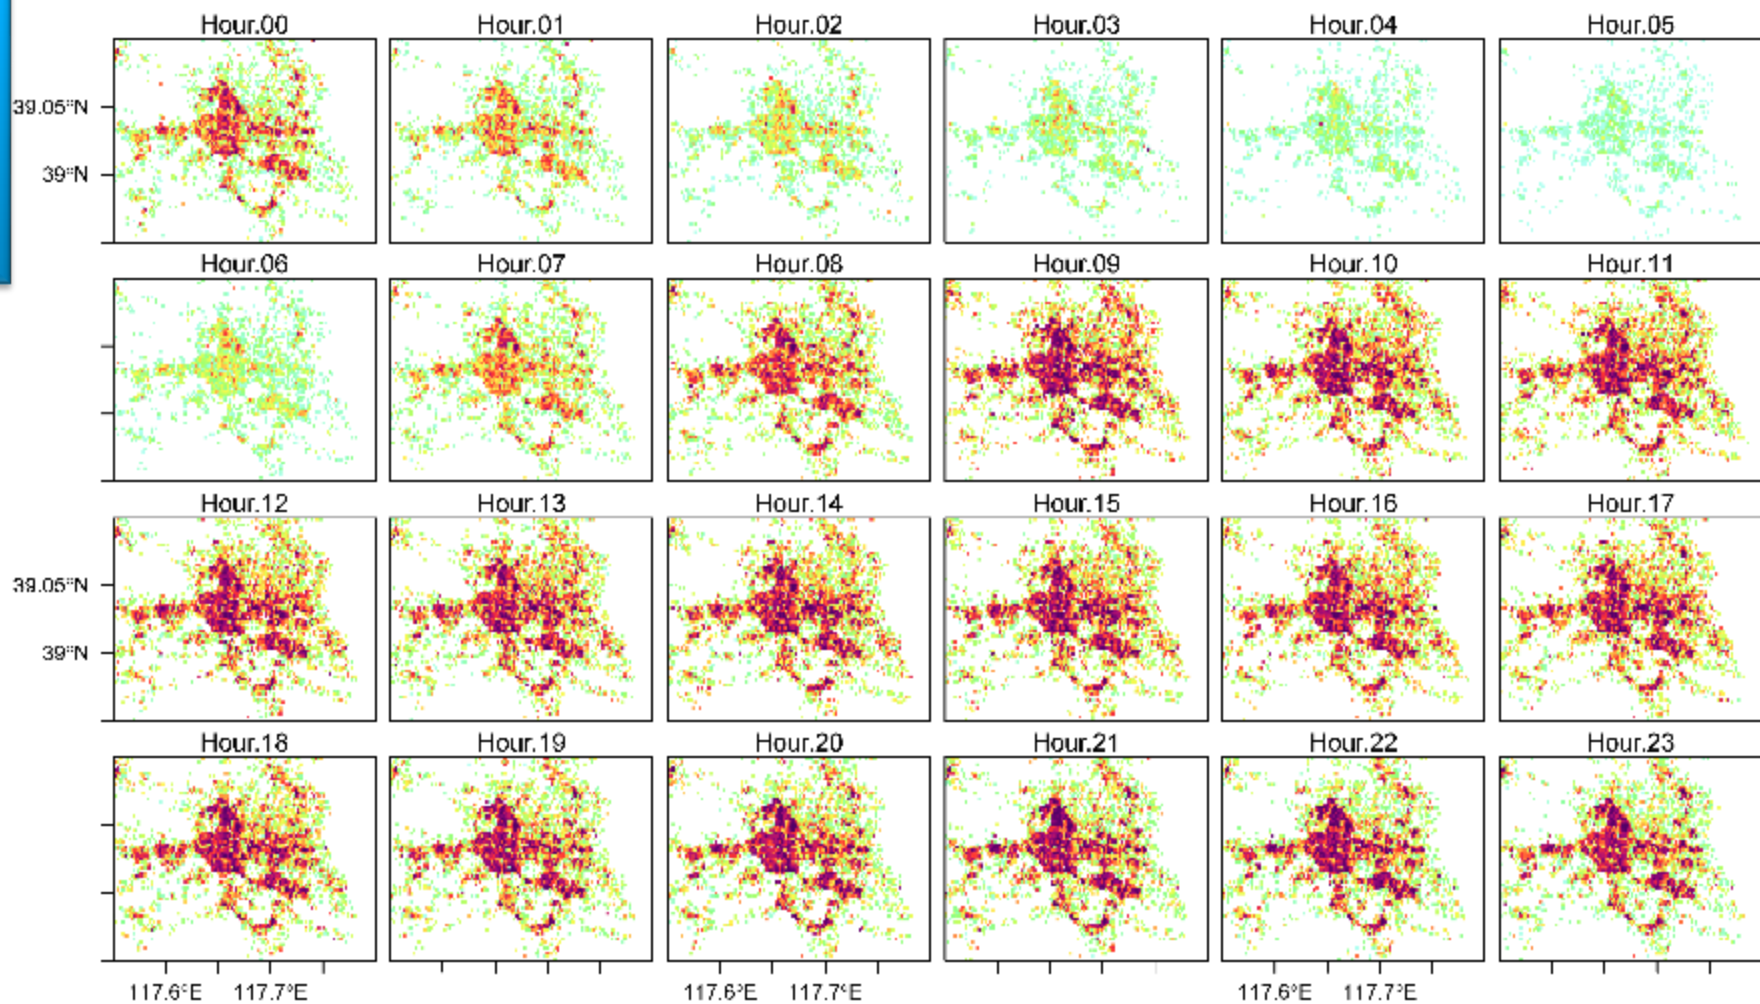 Hour.00 Hour.01 Hour.02 Hour.03 Hour.04 Hour.05
39.05°N
39°N
Hour.06 Hour.07 Hour.08 Hour.09 Hour.10 Hour.11
Hour.12 Hour.13 Hour.14 Hour.15 Hour.16 Hour.17
39.05°N
39°N
Hour.18 Hour.19 Hour.20 Hour.21 Hour.22 Hour.23
117.6°E 117.7°E 117.6°E 117.7°E 117.6°E 117.7°E